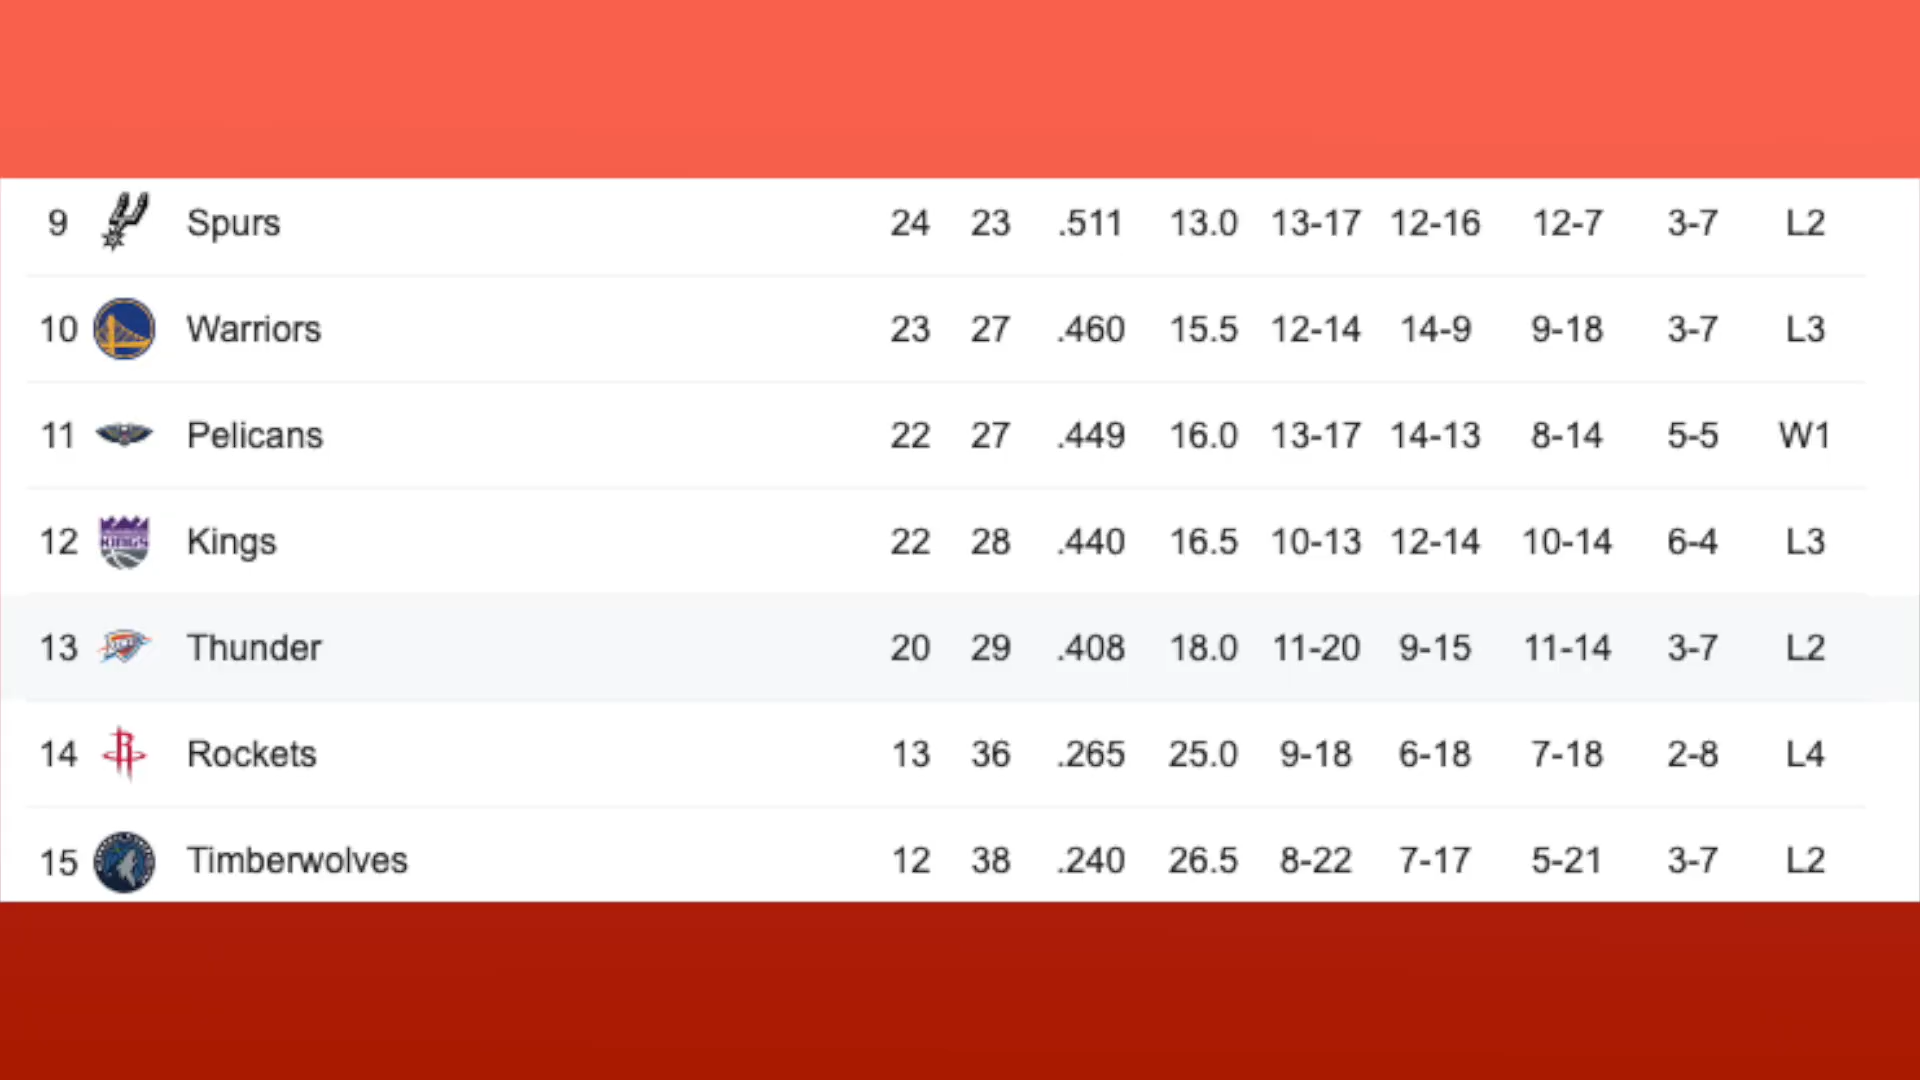 9 Spurs 24 23 .511 13.0 13-17 12-16 12-7 3-7 L2
10 Warriors 23 27 .460 15.5 12-14 14-9 9-18 3-7 L3
11 Pelicans 22 27 .449 16.0 13-17 14-13 8-14 5-5 W1
12 KINGS Kings 22 28 .440 16.5 10-13 12-14 10-14 6-4 L3
13 Thunder 20 29 .408 18.0 11-20 9-15 11-14 3-7 L2
14 R Rockets 13 36 .265 25.0 9-18 6-18 7-18 2-8 L4
15 Timberwolves 12 38 .240 26.5 8-22 7-17 5-21 3-7 L2